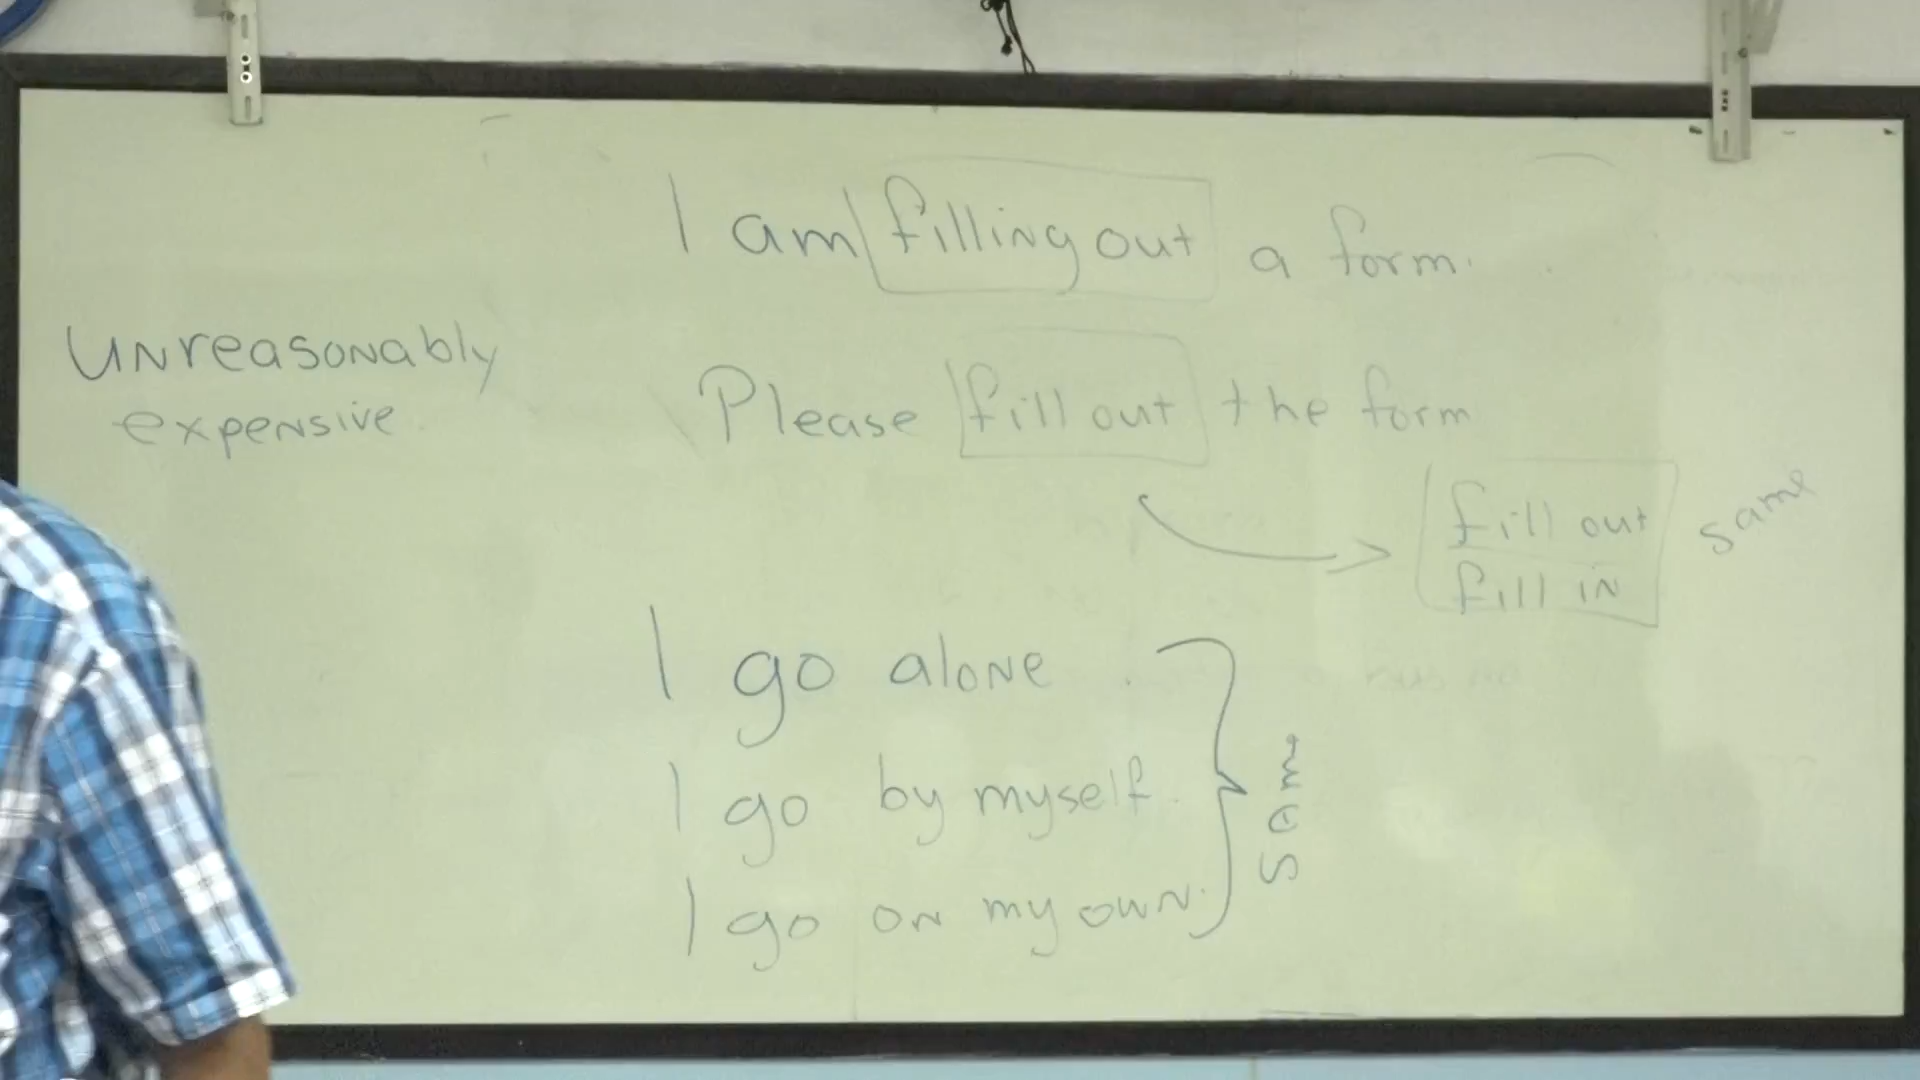 I am filling out a form.
Unreasonably
expensive
Please fill out the form
fill out
fill in
same
I go alone
I go by myself
I go on my own.
same